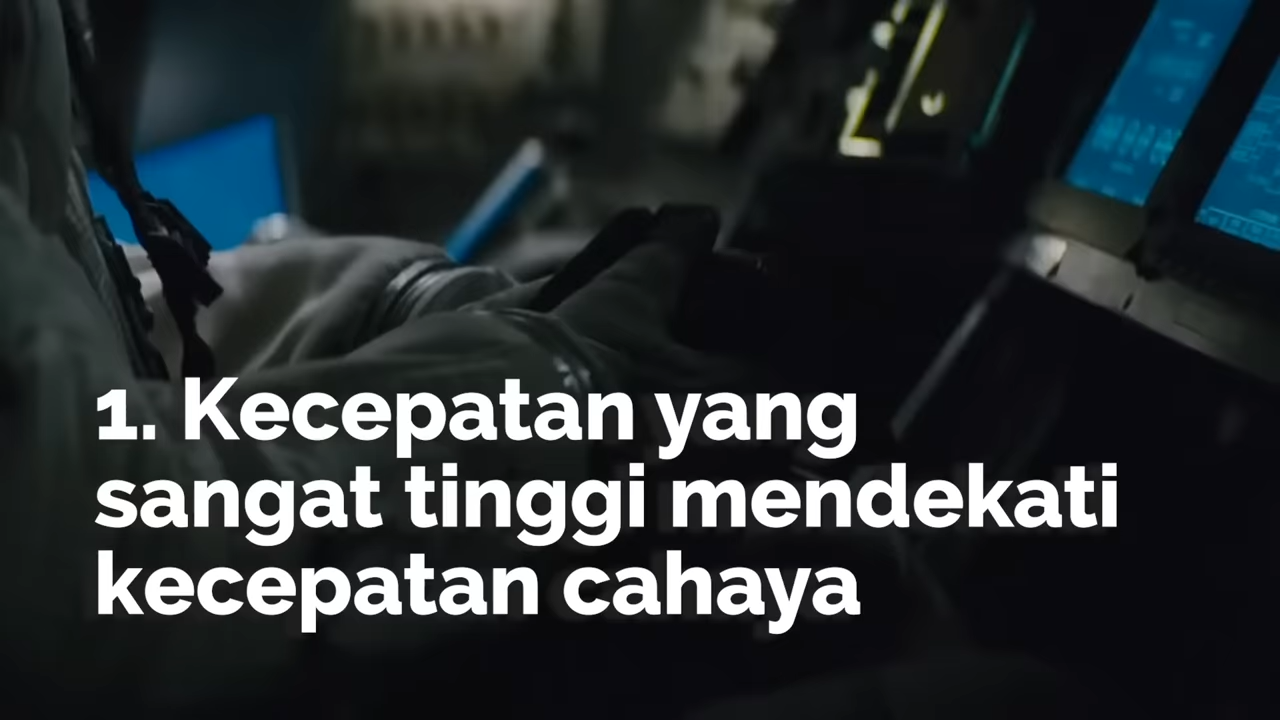 1. Kecepatan yang
sangat tinggi mendekati
kecepatan cahaya